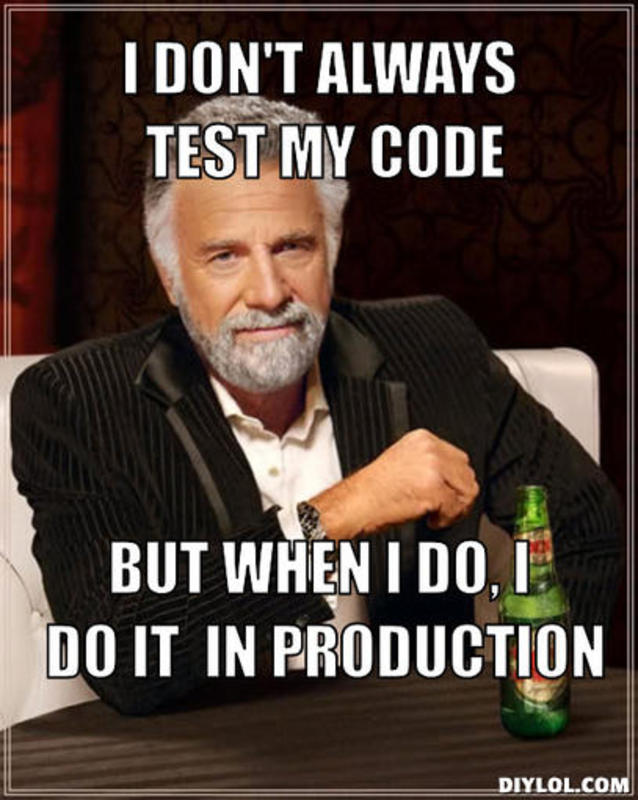 I DON'T ALWAYS
TEST MY CODE
BUT WHEN I DO, I
DO IT IN PRODUCTION
DIYLOL.COM